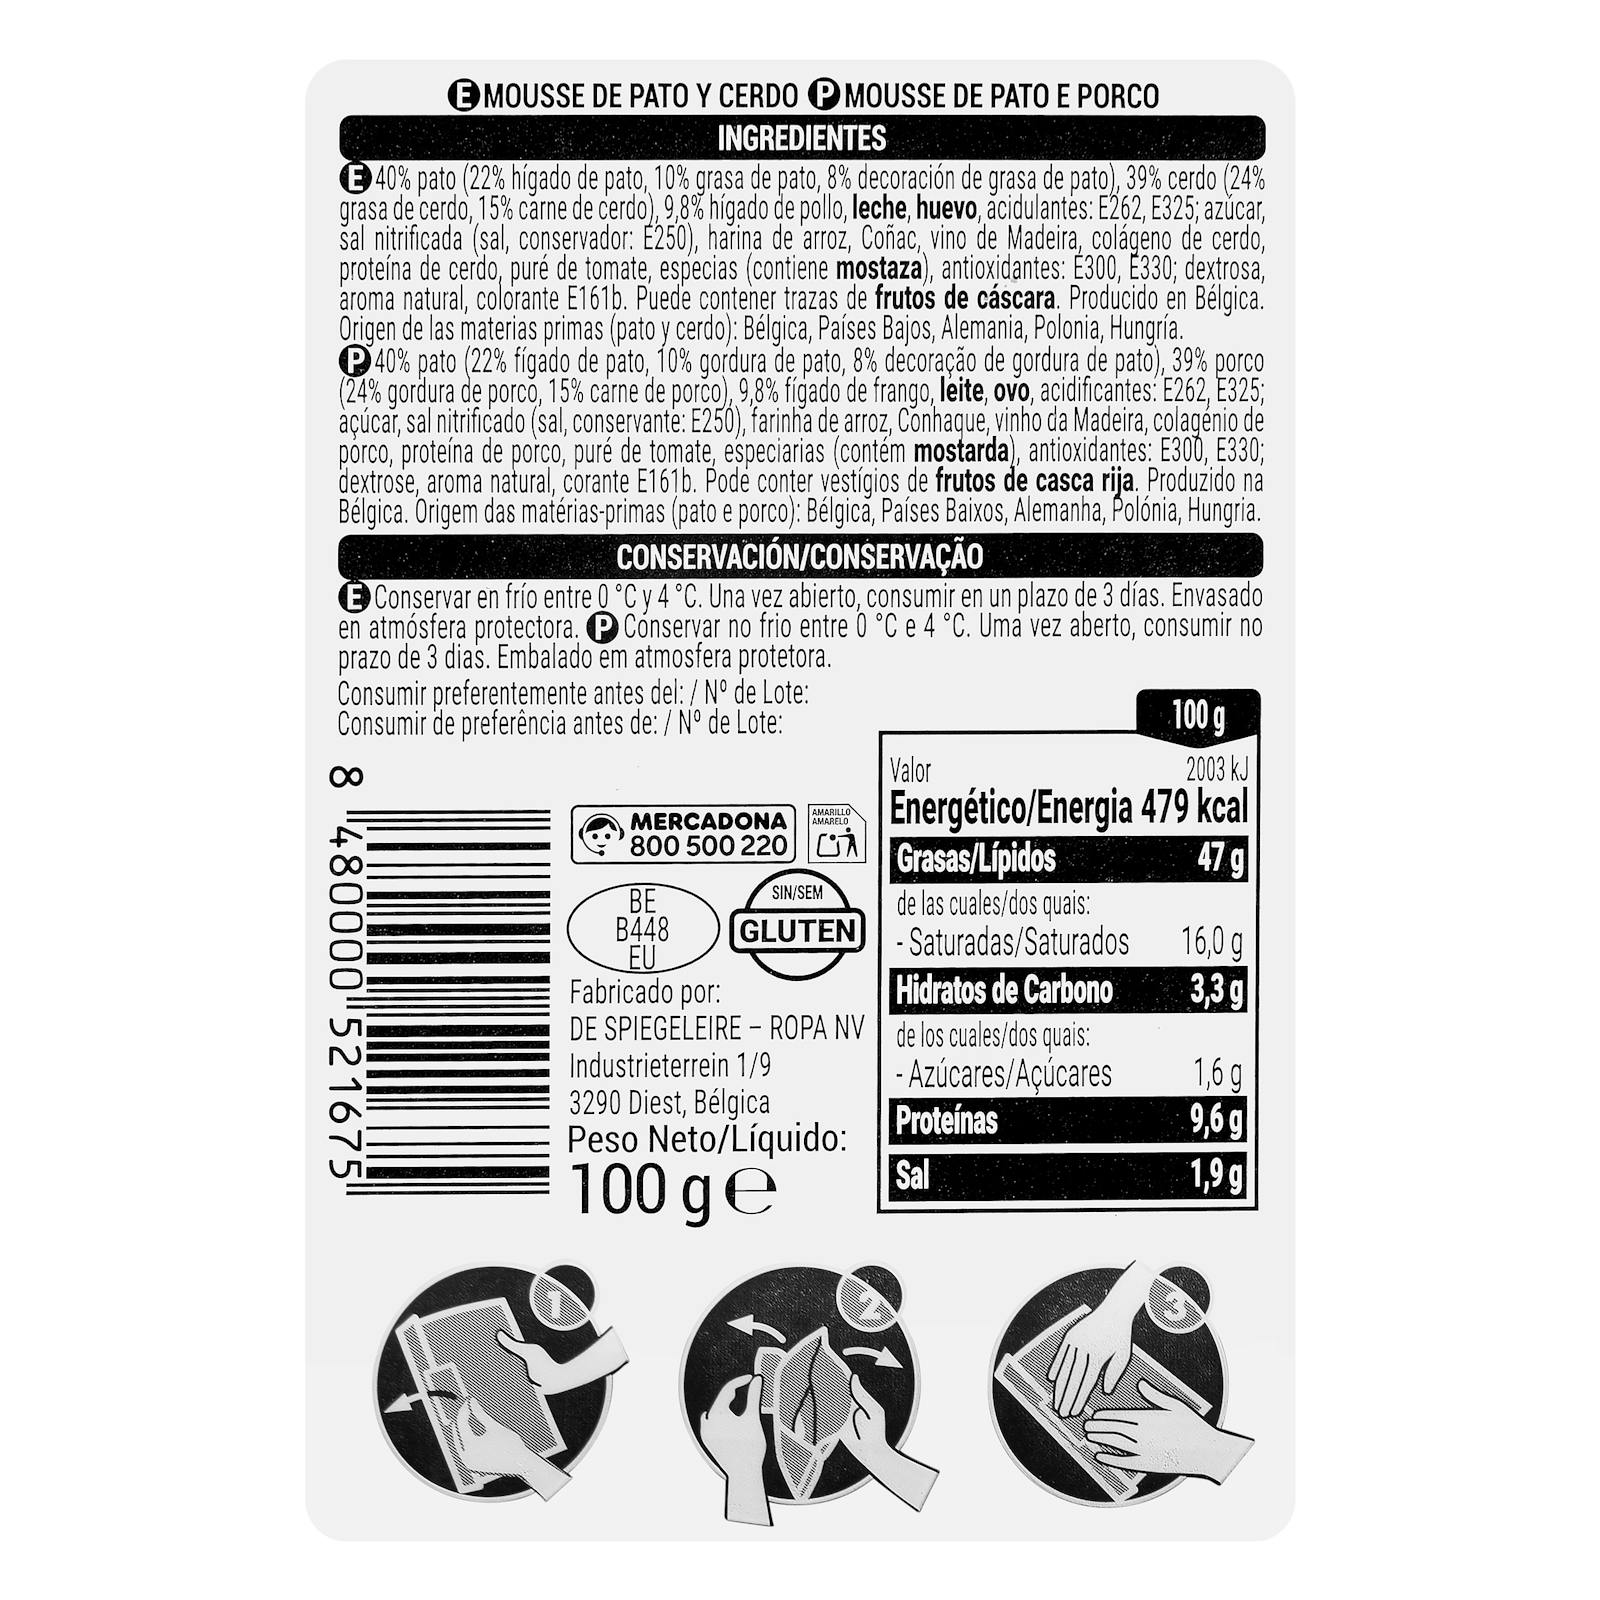 E MOUSSE DE PATO Y CERDO P MOUSSE DE PATO E PORCO
INGREDIENTES
E 40% pato (22% hígado de pato, 10% grasa de pato, 8% decoración de grasa de pato), 39% cerdo (24%
grasa de cerdo, 15% carne de cerdo), 9,8% hígado de pollo, leche, huevo, acidulantes: E262, E325; azúcar,
sal nitrificada (sal, conservador: E250), harina de arroz, Coñac, vino de Madeira, colágeno de cerdo,
proteína de cerdo, puré de tomate, especias (contiene mostaza), antioxidantes: E300, E330; dextrosa,
aroma natural, colorante E161b. Puede contener trazas de frutos de cáscara. Producido en Bélgica.
Origen de las materias primas (pato y cerdo): Bélgica, Países Bajos, Alemania, Polonia, Hungría.
P 40% pato (22% fígado de pato, 10% gordura de pato, 8% decoração de gordura de pato), 39% porco
(24% gordura de porco, 15% carne de porco), 9,8% fígado de frango, leite, ovo, acidificantes: E262, E325;
açúcar, sal nitrificado (sal, conservante: E250), farinha de arroz, Conhaque, vinho da Madeira, colagénio de
porco, proteína de porco, puré de tomate, especiarias (contém mostarda), antioxidantes: E300, E330;
dextrose, aroma natural, corante E161b. Pode conter vestígios de frutos de casca rija. Produzido na
Bélgica. Origem das matérias-primas (pato e porco): Bélgica, Países Baixos, Alemanha, Polónia, Hungria.
CONSERVACIÓN/CONSERVAÇÃO
E Conservar en frío entre 0 °C y 4 °C. Una vez abierto, consumir en un plazo de 3 días. Envasado
en atmósfera protectora. P Conservar no frio entre 0 °C e 4 °C. Uma vez aberto, consumir no
prazo de 3 dias. Embalado em atmosfera protetora.
Consumir preferentemente antes del: / Nº de Lote:
Consumir de preferência antes de: / Nº de Lote:
8 480000 521675
MERCADONA
800 500 220
AMARILLO
AMARELO
BE
B448
EU
SIN/SEM
GLUTEN
Fabricado por:
DE SPIEGELEIRE – ROPA NV
Industrieterrein 1/9
3290 Diest, Bélgica
Peso Neto/Líquido:
100 g e
100 g
Valor 2003 kJ
Energético/Energia 479 kcal
Grasas/Lípidos 47 g
de las cuales/dos quais:
- Saturadas/Saturados 16,0 g
Hidratos de Carbono 3,3 g
de los cuales/dos quais:
- Azúcares/Açúcares 1,6 g
Proteínas 9,6 g
Sal 1,9 g
1
2
3